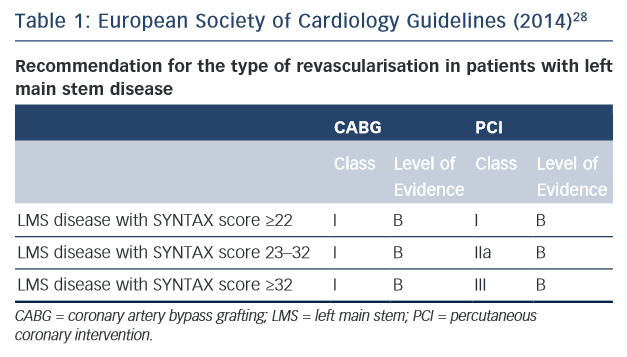 Table 1: European Society of Cardiology Guidelines (2014)28
Recommendation for the type of revascularisation in patients with left
main stem disease
CABG PCI
Class Level of Evidence Class Level of Evidence
LMS disease with SYNTAX score ≥22 I B I B
LMS disease with SYNTAX score 23–32 I B IIa B
LMS disease with SYNTAX score ≥32 I B III B
CABG = coronary artery bypass grafting; LMS = left main stem; PCI = percutaneous
coronary intervention.